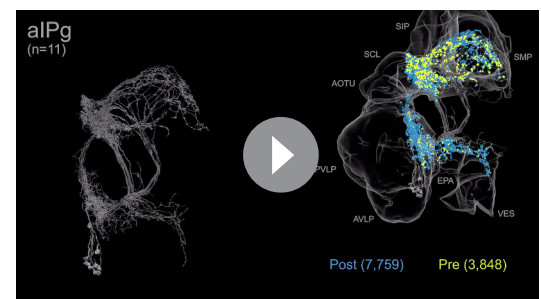 aIPg
(n=11)
SIP
SCL
SMP
AOTU
PVLP
EPA
AVLP
VES
Post (7,759)
Pre (3,848)